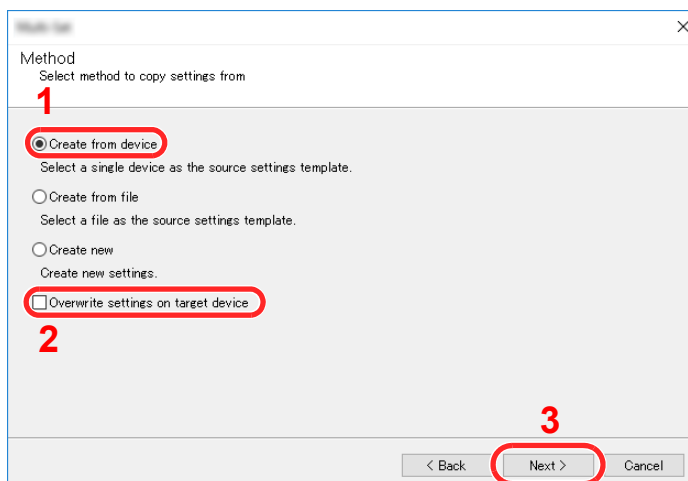 Method
Select method to copy settings from
1
Create from device
Select a single device as the source settings template.
Create from file
Select a file as the source settings template.
Create new
Create new settings.
Overwrite settings on target device
2
3
< Back
Next >
Cancel